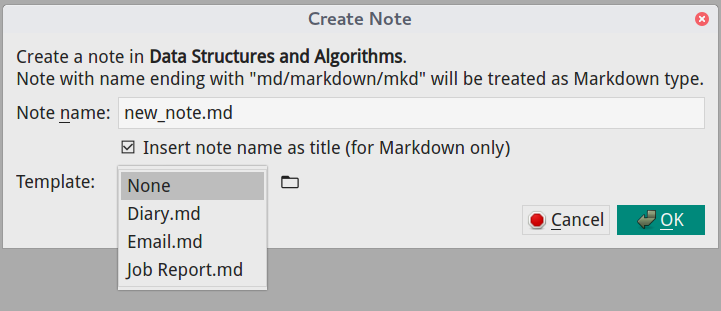 Create Note
Create a note in Data Structures and Algorithms.
Note with name ending with "md/markdown/mkd" will be treated as Markdown type.
Note name: new_note.md
Insert note name as title (for Markdown only)
Template:
None
Diary.md
Email.md
Job Report.md
Cancel OK